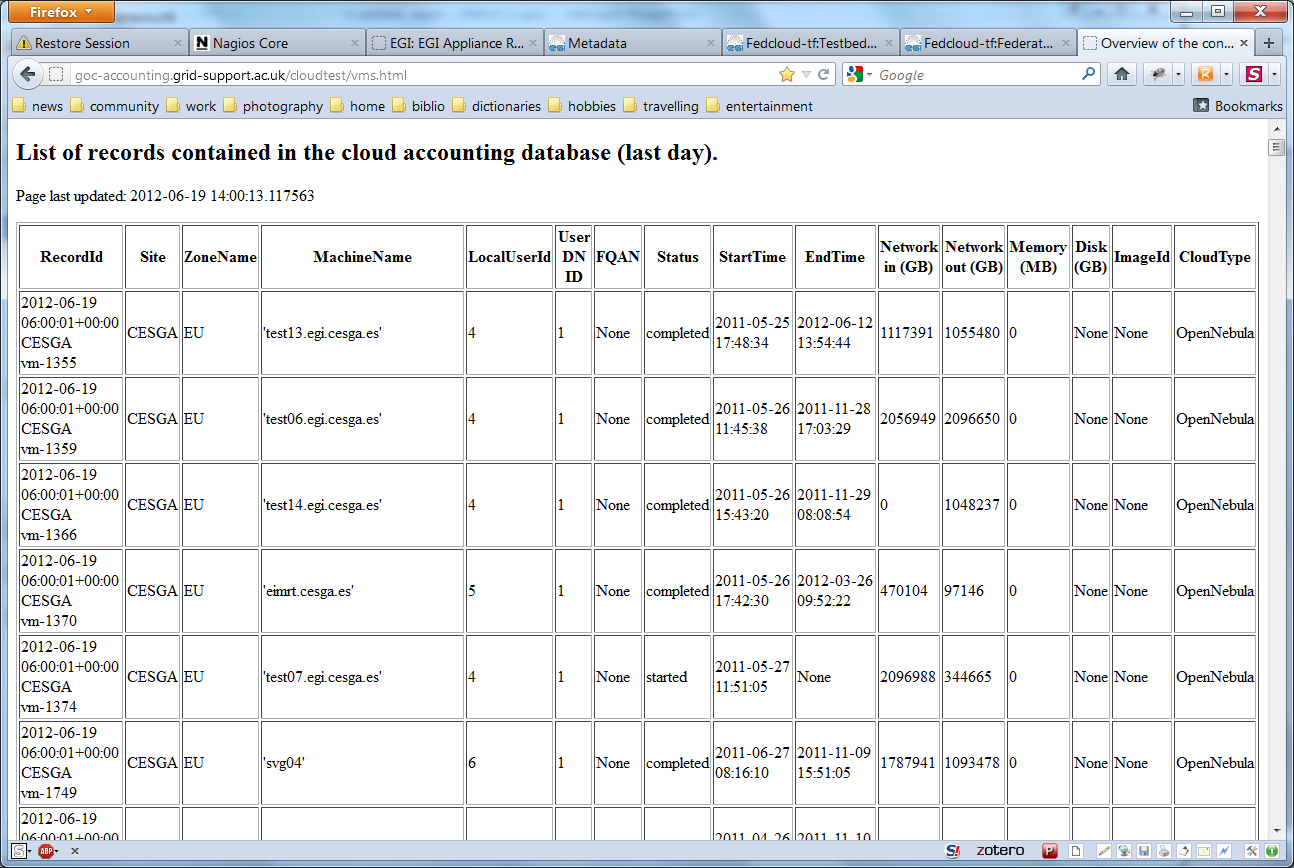 Firefox
Restore Session
Nagios Core
EGI: EGI Appliance R...
Metadata
Fedcloud-tf:Testbed...
Fedcloud-tf:Federat...
Overview of the con...
goc-accounting.grid-support.ac.uk/cloudtest/vms.html
Google
news community work photography home biblio dictionaries hobbies travelling entertainment Bookmarks
List of records contained in the cloud accounting database (last day).
Page last updated: 2012-06-19 14:00:13.117563
RecordId Site ZoneName MachineName LocalUserId User DN ID FQAN Status StartTime EndTime Network in (GB) Network out (GB) Memory (MB) Disk (GB) ImageId CloudType
2012-06-19 06:00:01+00:00 CESGA vm-1355 CESGA EU 'test13.egi.cesga.es' 4 1 None completed 2011-05-25 17:48:34 2012-06-12 13:54:44 1117391 1055480 0 None None OpenNebula
2012-06-19 06:00:01+00:00 CESGA vm-1359 CESGA EU 'test06.egi.cesga.es' 4 1 None completed 2011-05-26 11:45:38 2011-11-28 17:03:29 2056949 2096650 0 None None OpenNebula
2012-06-19 06:00:01+00:00 CESGA vm-1366 CESGA EU 'test14.egi.cesga.es' 4 1 None completed 2011-05-26 15:43:20 2011-11-29 08:08:54 0 1048237 0 None None OpenNebula
2012-06-19 06:00:01+00:00 CESGA vm-1370 CESGA EU 'eimrt.cesga.es' 5 1 None completed 2011-05-26 17:42:30 2012-03-26 09:52:22 470104 97146 0 None None OpenNebula
2012-06-19 06:00:01+00:00 CESGA vm-1374 CESGA EU 'test07.egi.cesga.es' 4 1 None started 2011-05-27 11:51:05 None 2096988 344665 0 None None OpenNebula
2012-06-19 06:00:01+00:00 CESGA vm-1749 CESGA EU 'svg04' 6 1 None completed 2011-06-27 08:16:10 2011-11-09 15:51:05 1787941 1093478 0 None None OpenNebula
2012-06-19 06:00:01+00:00 2011-04-26 2011-11-10
S ABP S! zotero P